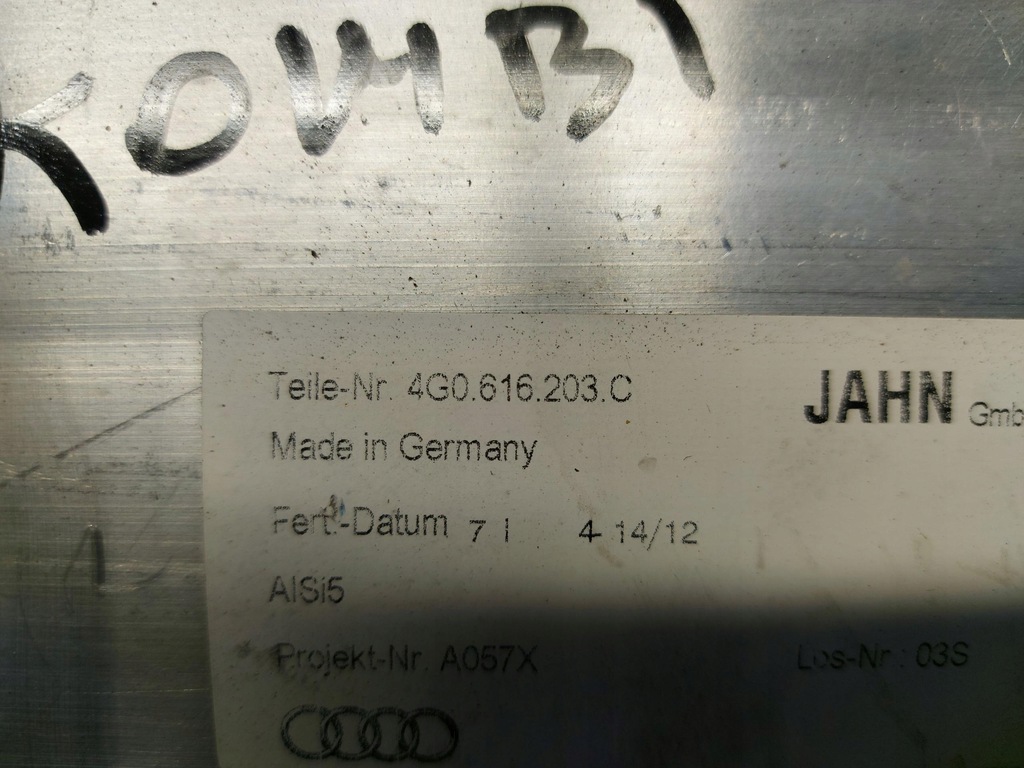 KOMBI
Teile-Nr. 4G0.616.203.C
JAHN Gmb
Made in Germany
Fert.-Datum 7 I 4 14/12
AlSi5
Projekt-Nr. A057X Los-Nr.: 03S